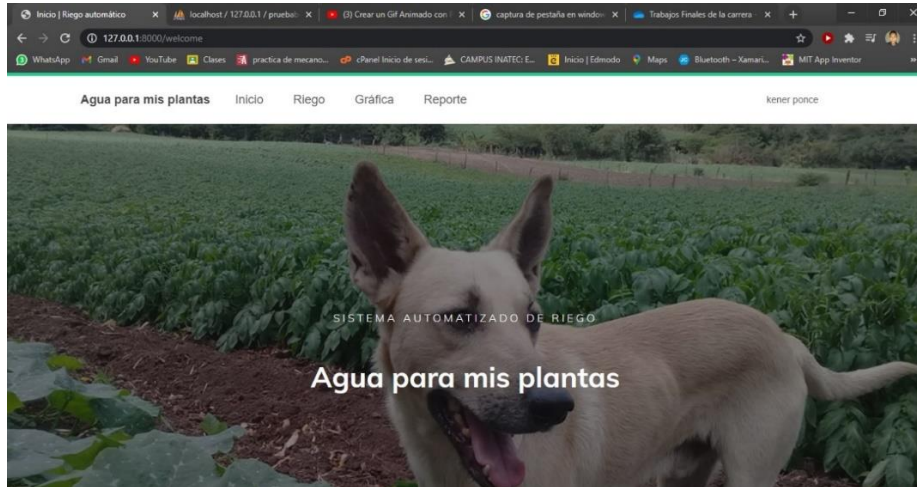 Inicio | Riego automático
localhost / 127.0.0.1 / prueba
(3) Crear un Gif Animado con
captura de pestaña en window
Trabajos Finales de la carrera
127.0.0.1:8000/welcome
WhatsApp Gmail YouTube Clases practica de mecano... cPanel Inicio de sesi... CAMPUS INATEC: E... Inicio | Edmodo Maps Bluetooth – Xamari... MIT App Inventor
Agua para mis plantas Inicio Riego Gráfica Reporte kener ponce
SISTEMA AUTOMATIZADO DE RIEGO
Agua para mis plantas